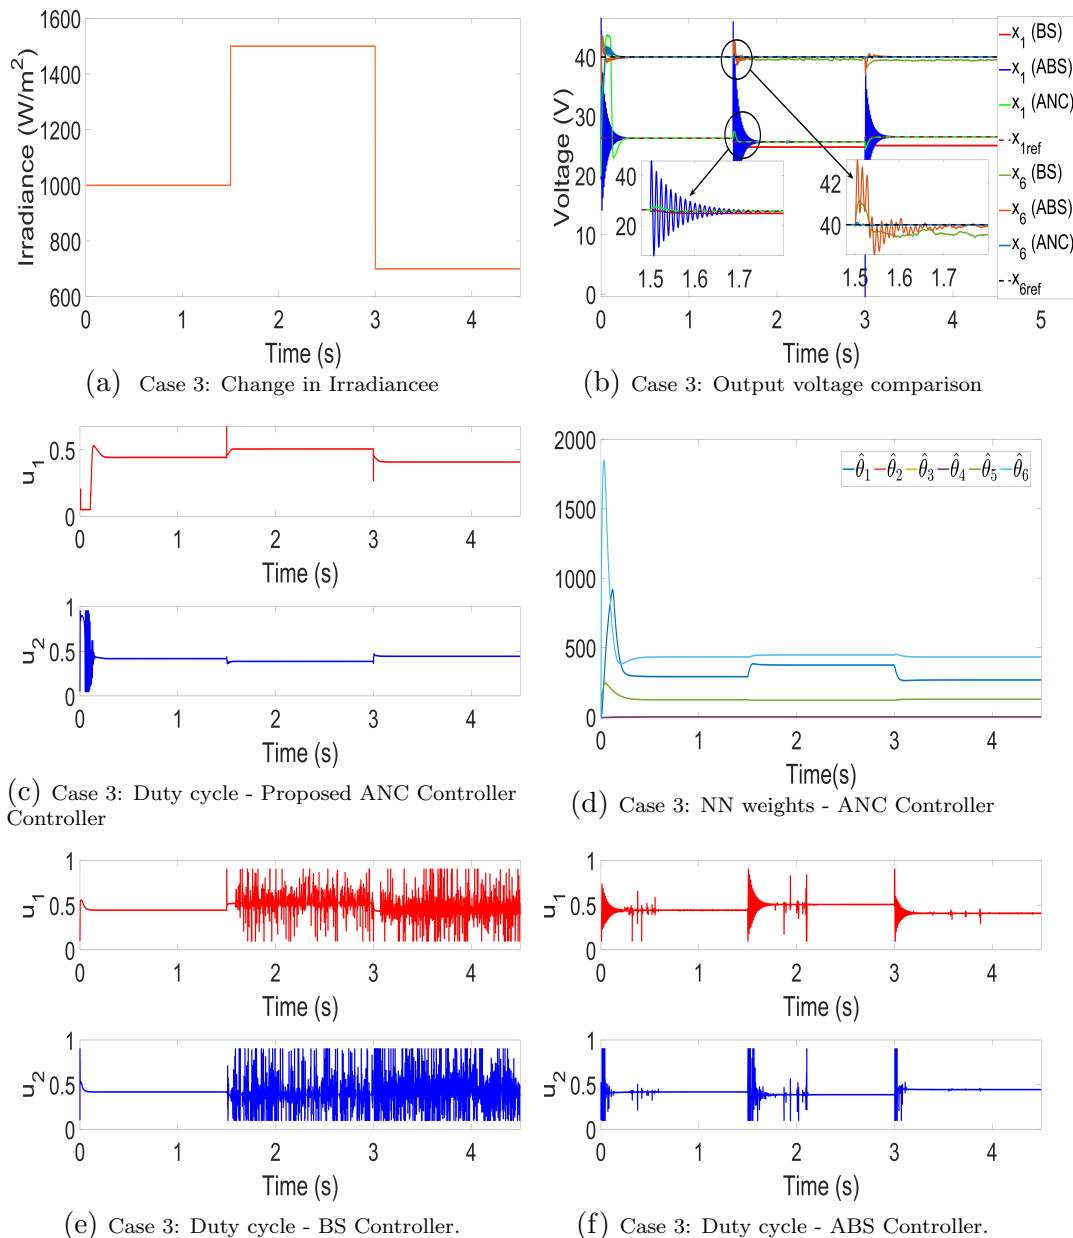 1600
1400
1200
1000
800
600
0 1 2 3 4
Irradiance (W/m²)
Time (s)
(a) Case 3: Change in Irradiancee
40
30
20
10
0
0 1 2 3 4 5
Voltage (V)
Time (s)
40
20
1.5 1.6 1.7
42
40
1.5 1.6 1.7
x₁ (BS)
x₁ (ABS)
x₁ (ANC)
x₁ref
x₆ (BS)
x₆ (ABS)
x₆ (ANC)
x₆ref
(b) Case 3: Output voltage comparison
0.5
0
0 1 2 3 4
u₁
Time (s)
1
0.5
0
0 1 2 3 4
u₂
Time (s)
(c) Case 3: Duty cycle - Proposed ANC Controller
Controller
2000
1500
1000
500
0
0 1 2 3 4
Time(s)
θ̂₁ θ̂₂ θ̂₃ θ̂₄ θ̂₅ θ̂₆
(d) Case 3: NN weights - ANC Controller
1
0.5
0
0 1 2 3 4
u₁
Time (s)
1
0.5
0
0 1 2 3 4
u₂
Time (s)
(e) Case 3: Duty cycle - BS Controller.
1
0.5
0
0 1 2 3 4
u₁
Time (s)
1
0.5
0
0 1 2 3 4
u₂
Time (s)
(f) Case 3: Duty cycle - ABS Controller.